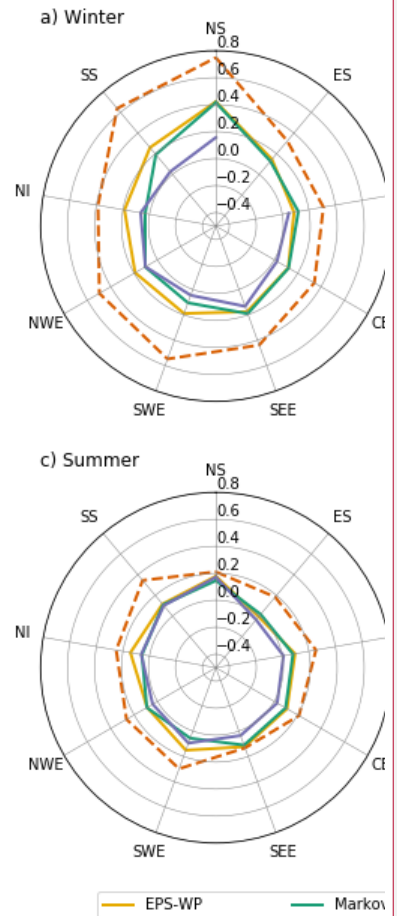 a) Winter
NS
0.8
0.6
0.4
0.2
0.0
−0.2
−0.4
SS
ES
NI
NWE
CE
SWE
SEE
c) Summer
NS
0.8
0.6
0.4
0.2
0.0
−0.2
−0.4
SS
ES
NI
NWE
CE
SWE
SEE
EPS-WP
Markov